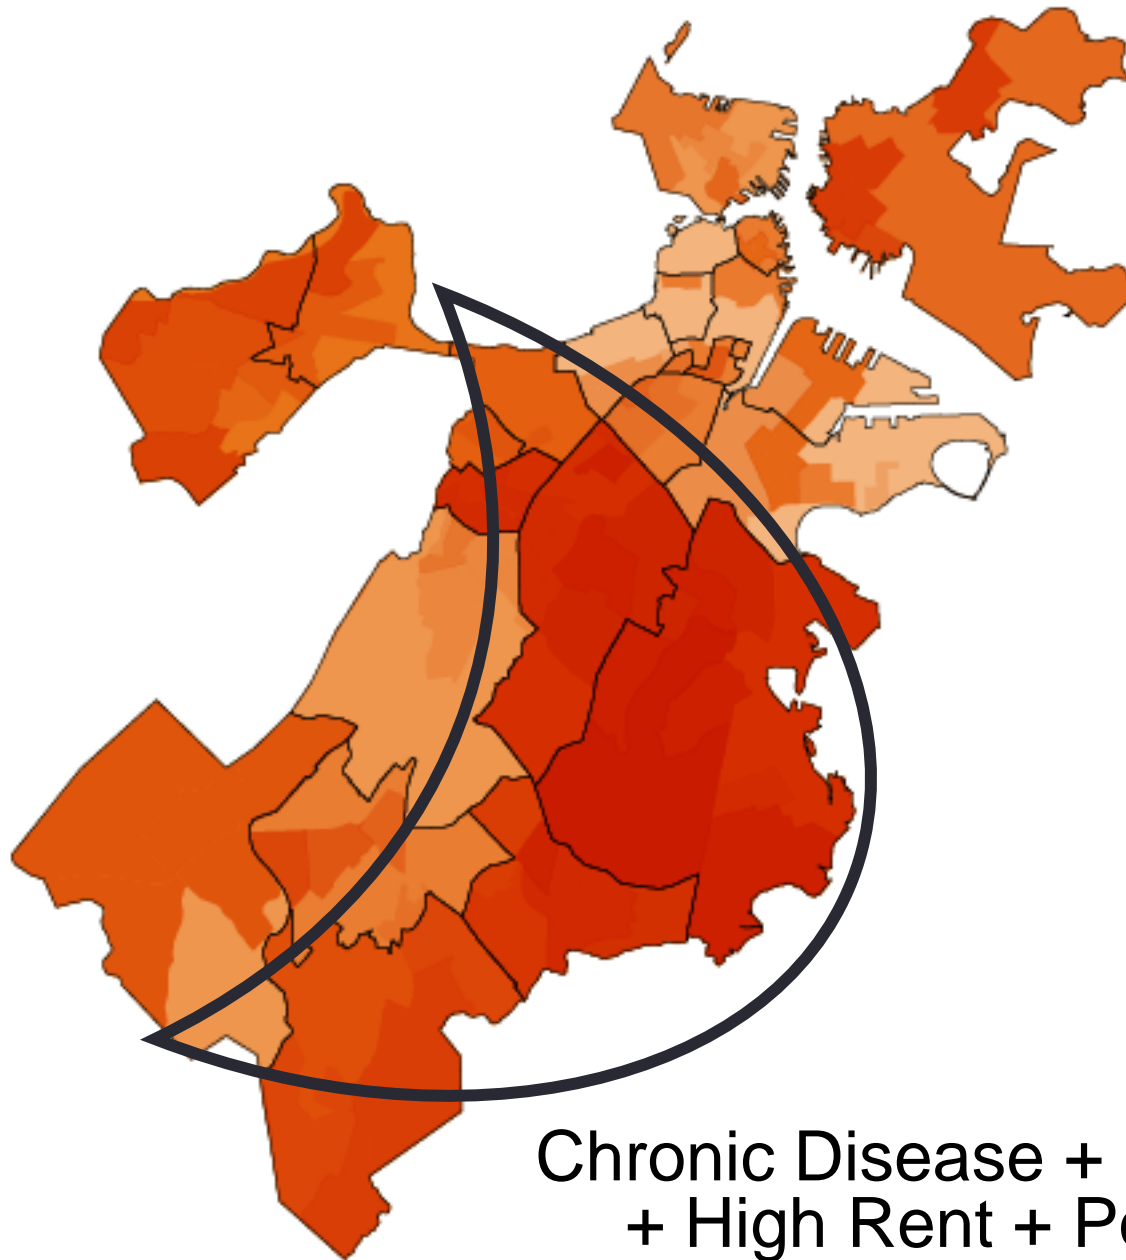 Chronic Disease +
+ High Rent +